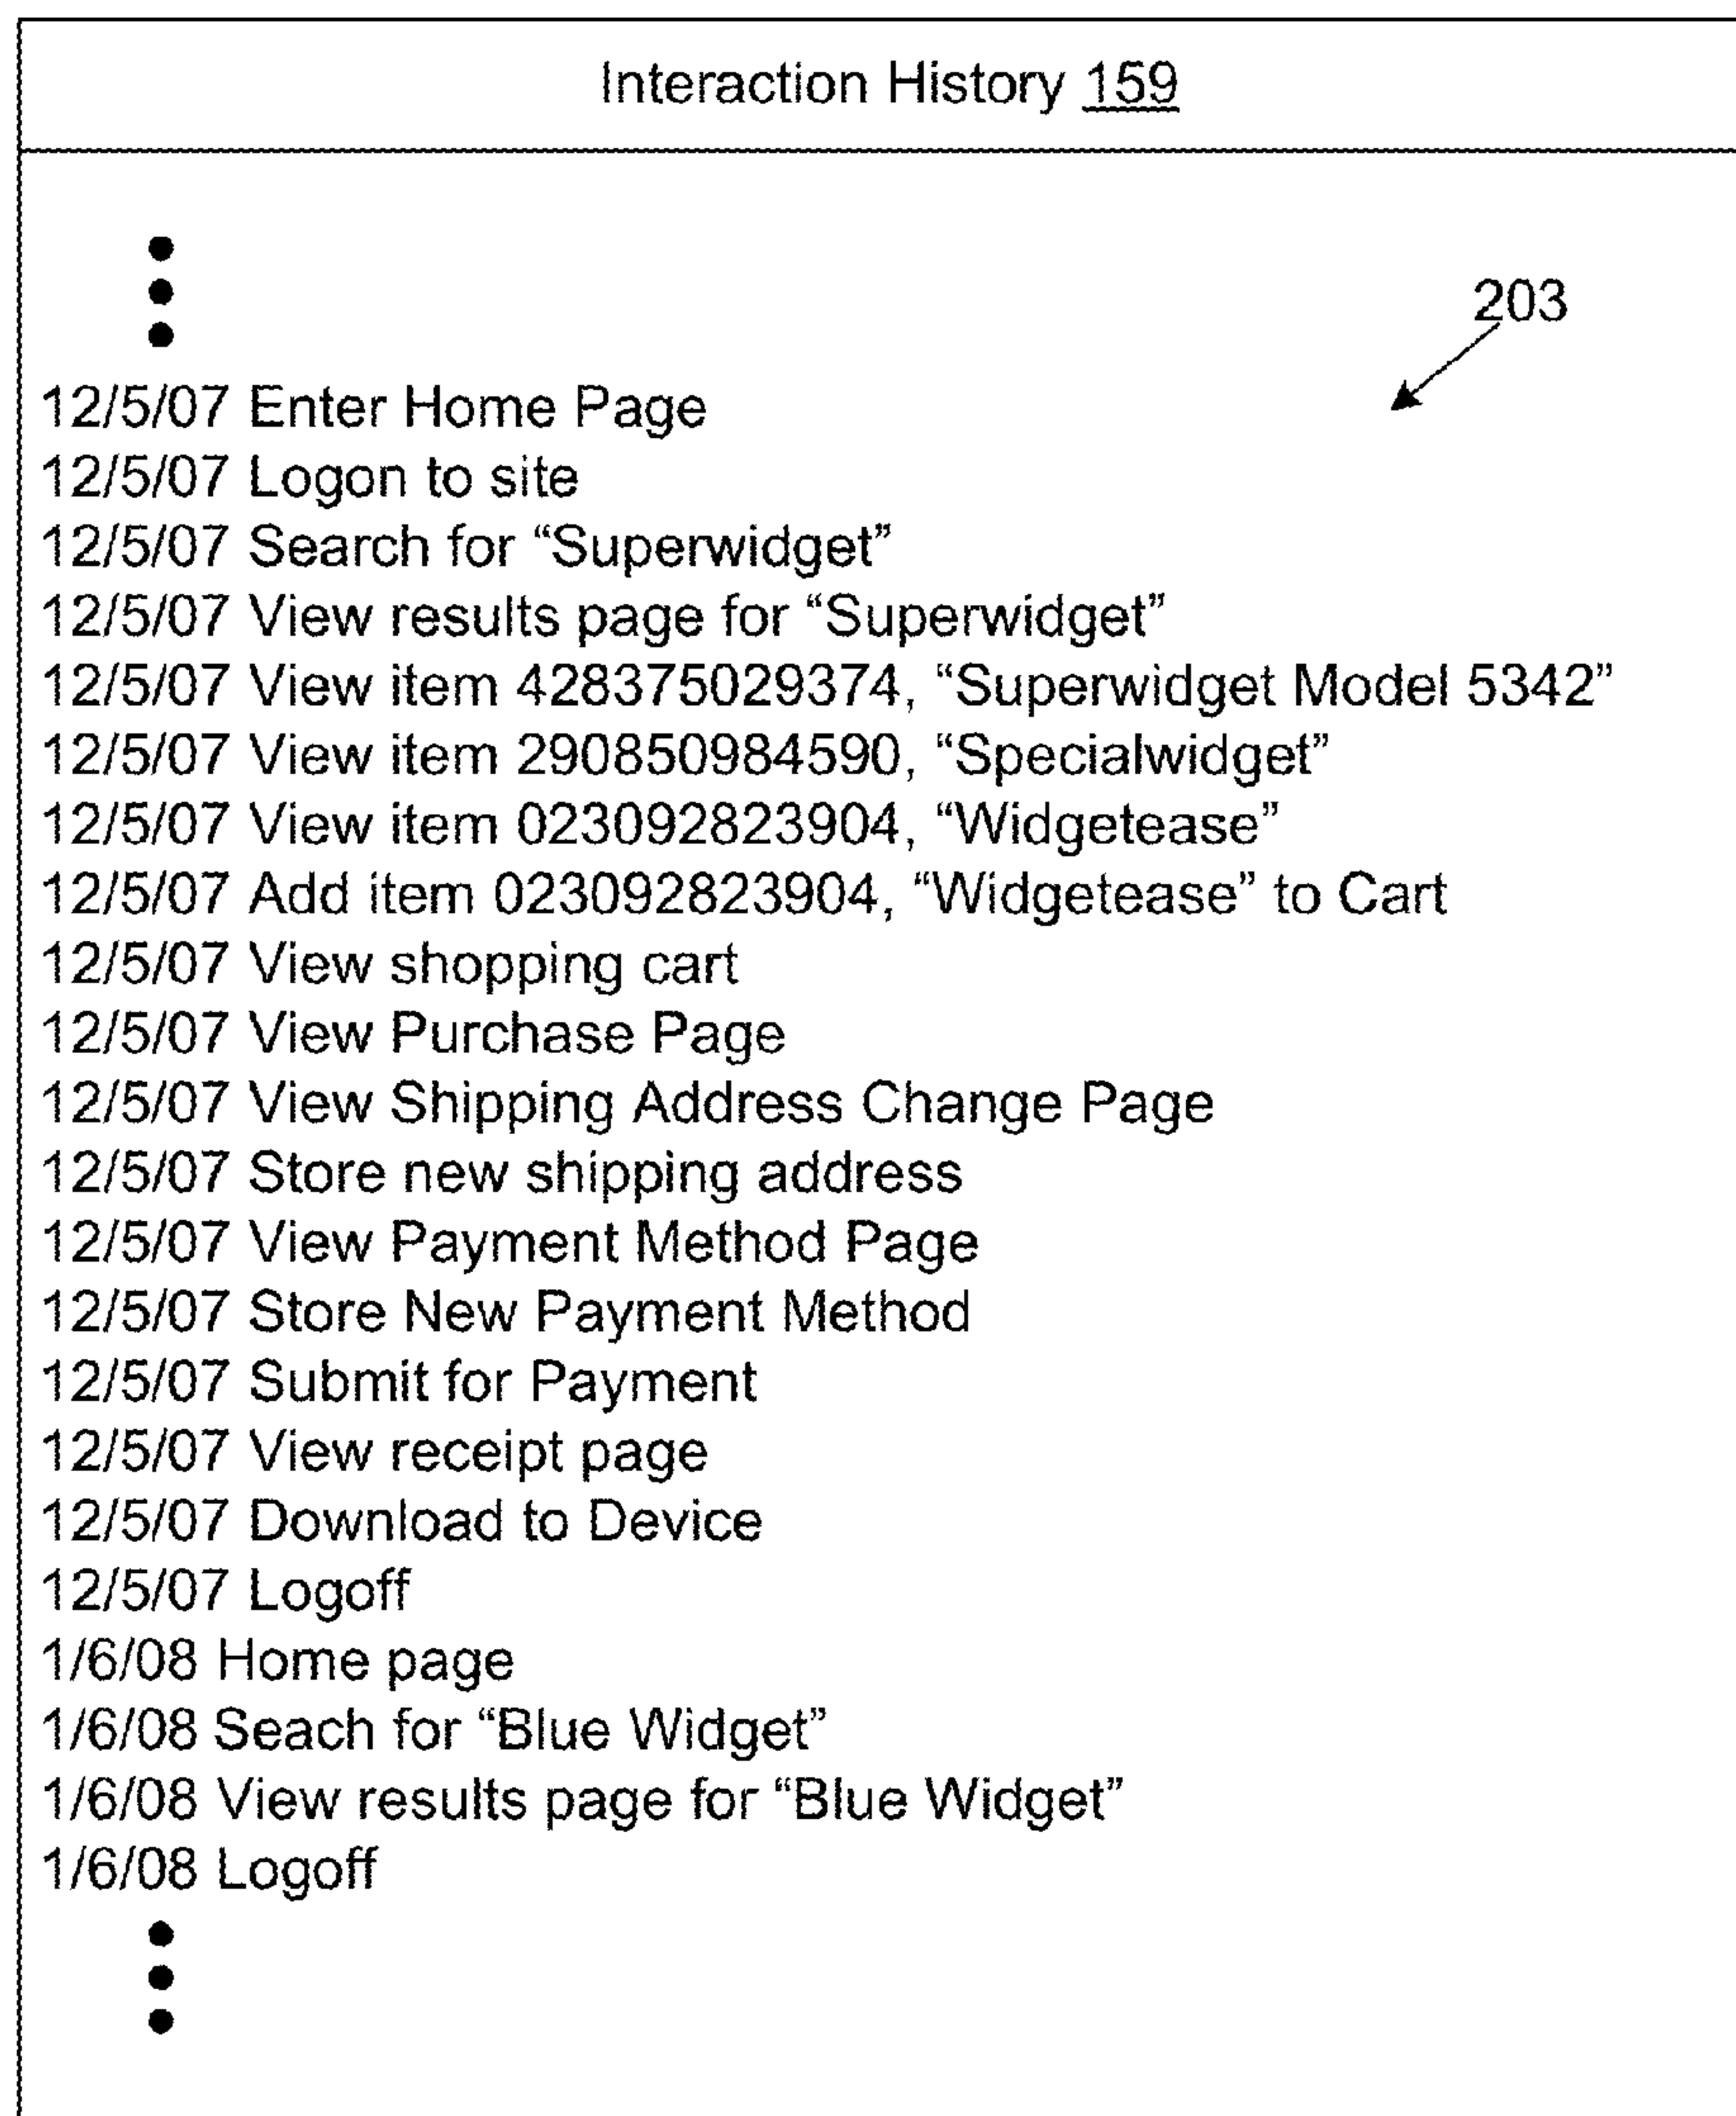 Interaction History 159
203
12/5/07 Enter Home Page
12/5/07 Logon to site
12/5/07 Search for “Superwidget”
12/5/07 View results page for “Superwidget”
12/5/07 View item 428375029374, “Superwidget Model 5342”
12/5/07 View item 290850984590, “Specialwidget”
12/5/07 View item 023092823904, “Widgetease”
12/5/07 Add item 023092823904, “Widgetease” to Cart
12/5/07 View shopping cart
12/5/07 View Purchase Page
12/5/07 View Shipping Address Change Page
12/5/07 Store new shipping address
12/5/07 View Payment Method Page
12/5/07 Store New Payment Method
12/5/07 Submit for Payment
12/5/07 View receipt page
12/5/07 Download to Device
12/5/07 Logoff
1/6/08 Home page
1/6/08 Seach for “Blue Widget”
1/6/08 View results page for “Blue Widget”
1/6/08 Logoff